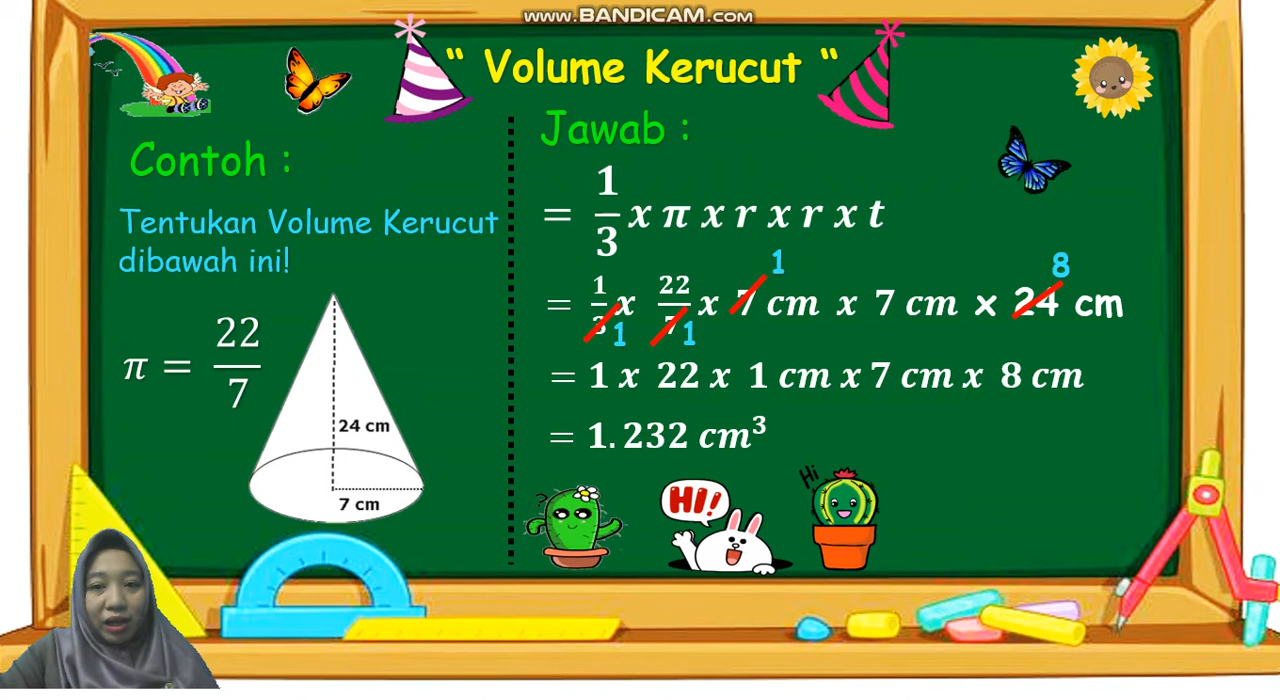 www.BANDICAM.com
“ Volume Kerucut “
Contoh :
Tentukan Volume Kerucut
dibawah ini!
π = 22/7
24 cm
7 cm
Jawab :
= 1/3 x π x r x r x t
1
8
= 1/3 x 22/7 x 7 cm x 7 cm x 24 cm
1
1
= 1 x 22 x 1 cm x 7 cm x 8 cm
= 1.232 cm³
?
HI!
Hi